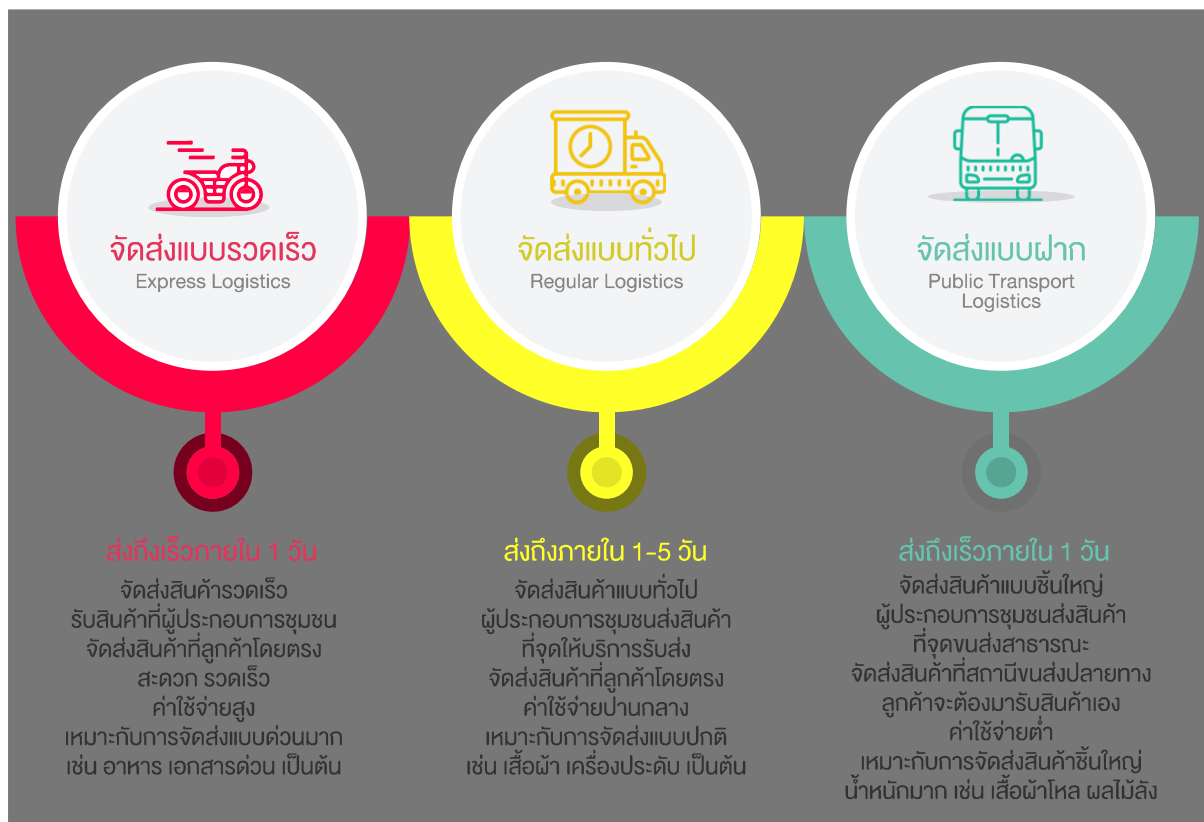 จัดส่งแบบรวดเร็ว
Express Logistics
ส่งถึงเร็วภายใน 1 วัน
จัดส่งสินค้ารวดเร็ว
รับสินค้าที่ผู้ประกอบการชุมชน
จัดส่งสินค้าที่ลูกค้าโดยตรง
สะดวก รวดเร็ว
ค่าใช้จ่ายสูง
เหมาะกับการจัดส่งแบบด่วนมาก
เช่น อาหาร เอกสารด่วน เป็นต้น
จัดส่งแบบทั่วไป
Regular Logistics
ส่งถึงภายใน 1-5 วัน
จัดส่งสินค้าแบบทั่วไป
ผู้ประกอบการชุมชนส่งสินค้า
ที่จุดให้บริการรับส่ง
จัดส่งสินค้าที่ลูกค้าโดยตรง
ค่าใช้จ่ายปานกลาง
เหมาะกับการจัดส่งแบบปกติ
เช่น เสื้อผ้า เครื่องประดับ เป็นต้น
จัดส่งแบบฝาก
Public Transport
Logistics
ส่งถึงเร็วภายใน 1 วัน
จัดส่งสินค้าแบบชิ้นใหญ่
ผู้ประกอบการชุมชนส่งสินค้า
ที่จุดขนส่งสาธารณะ
จัดส่งสินค้าที่สถานีขนส่งปลายทาง
ลูกค้าจะต้องมารับสินค้าเอง
ค่าใช้จ่ายต่ำ
เหมาะกับการจัดส่งสินค้าชิ้นใหญ่
น้ำหนักมาก เช่น เสื้อผ้าโหล ผลไม้ลัง